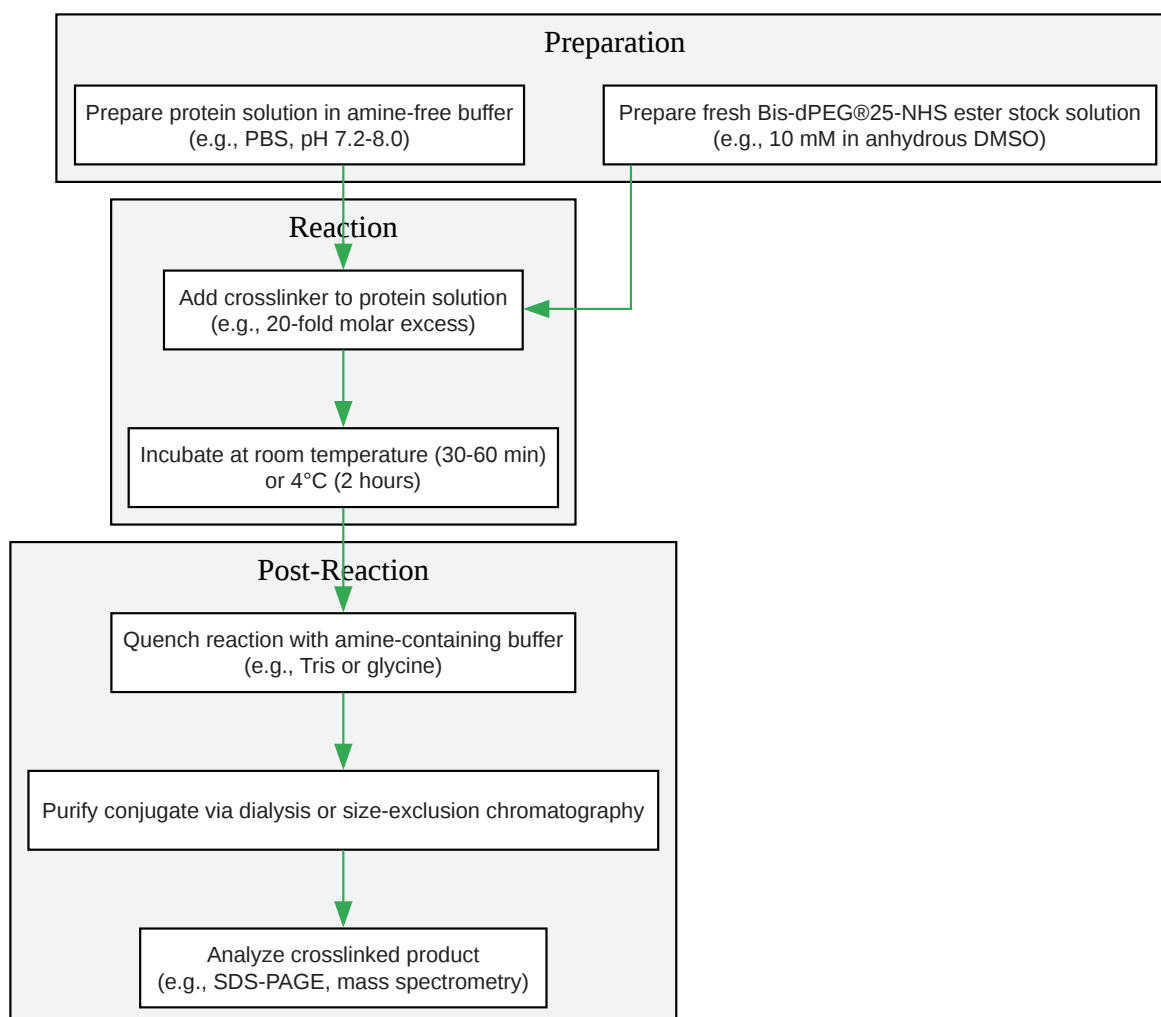 Preparation
Prepare protein solution in amine-free buffer
(e.g., PBS, pH 7.2-8.0)
Prepare fresh Bis-dPEG®25-NHS ester stock solution
(e.g., 10 mM in anhydrous DMSO)
Reaction
Add crosslinker to protein solution
(e.g., 20-fold molar excess)
Incubate at room temperature (30-60 min)
or 4°C (2 hours)
Post-Reaction
Quench reaction with amine-containing buffer
(e.g., Tris or glycine)
Purify conjugate via dialysis or size-exclusion chromatography
Analyze crosslinked product
(e.g., SDS-PAGE, mass spectrometry)